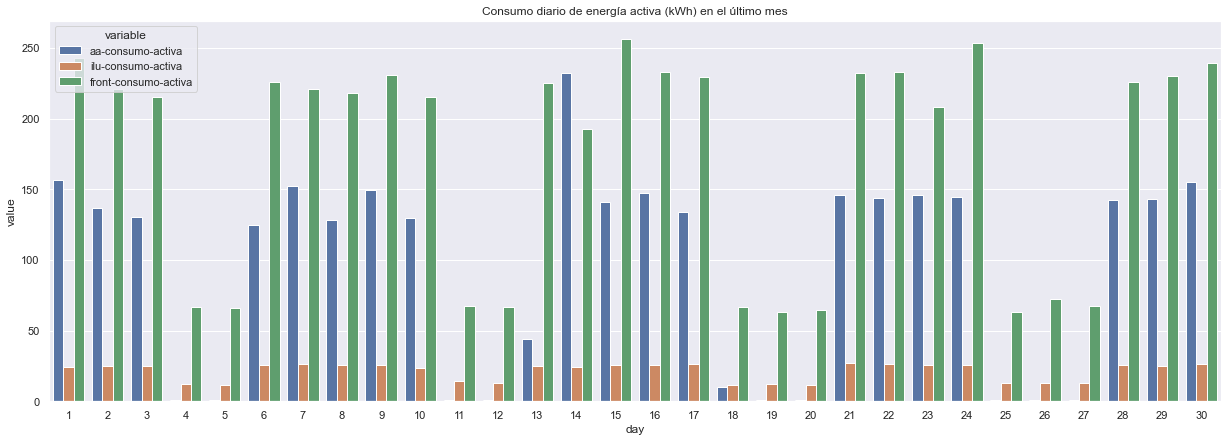 Consumo diario de energía activa (kWh) en el último mes
variable
aa-consumo-activa
ilu-consumo-activa
front-consumo-activa
250
200
150
100
50
0
value
1 2 3 4 5 6 7 8 9 10 11 12 13 14 15 16 17 18 19 20 21 22 23 24 25 26 27 28 29 30
day